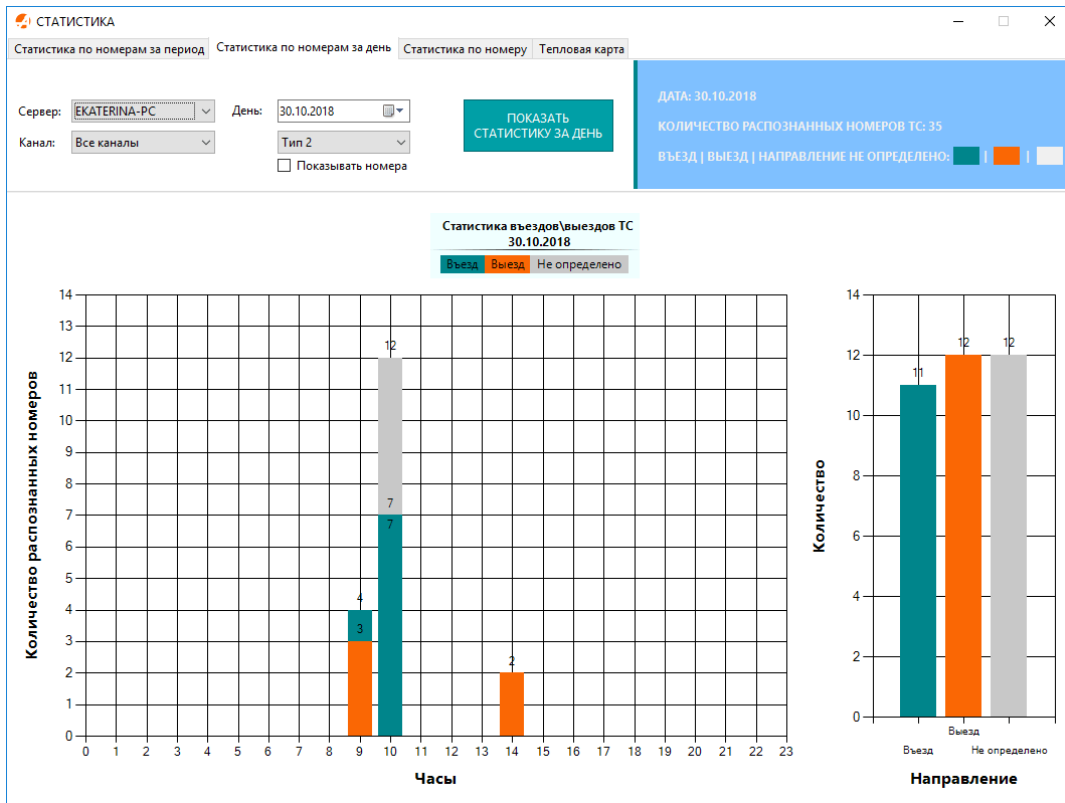 СТАТИСТИКА
Статистика по номерам за период Статистика по номерам за день Статистика по номеру Тепловая карта
Сервер: EKATERINA-PC День: 30.10.2018
Канал: Все каналы Тип 2
Показывать номера
ПОКАЗАТЬ
СТАТИСТИКУ ЗА ДЕНЬ
ДАТА: 30.10.2018
КОЛИЧЕСТВО РАСПОЗНАННЫХ НОМЕРОВ ТС: 35
ВЪЕЗД | ВЫЕЗД | НАПРАВЛЕНИЕ НЕ ОПРЕДЕЛЕНО: | |
Статистика въездов\выездов ТС
30.10.2018
Въезд Выезд Не определено
Количество распознанных номеров
14
13
12
11
10
9
8
7
6
5
4
3
2
1
0
4
3
12
7
7
2
0 1 2 3 4 5 6 7 8 9 10 11 12 13 14 15 16 17 18 19 20 21 22 23
Часы
Количество
14
12
10
8
6
4
2
0
11 12 12
Выезд
Въезд Не определено
Направление